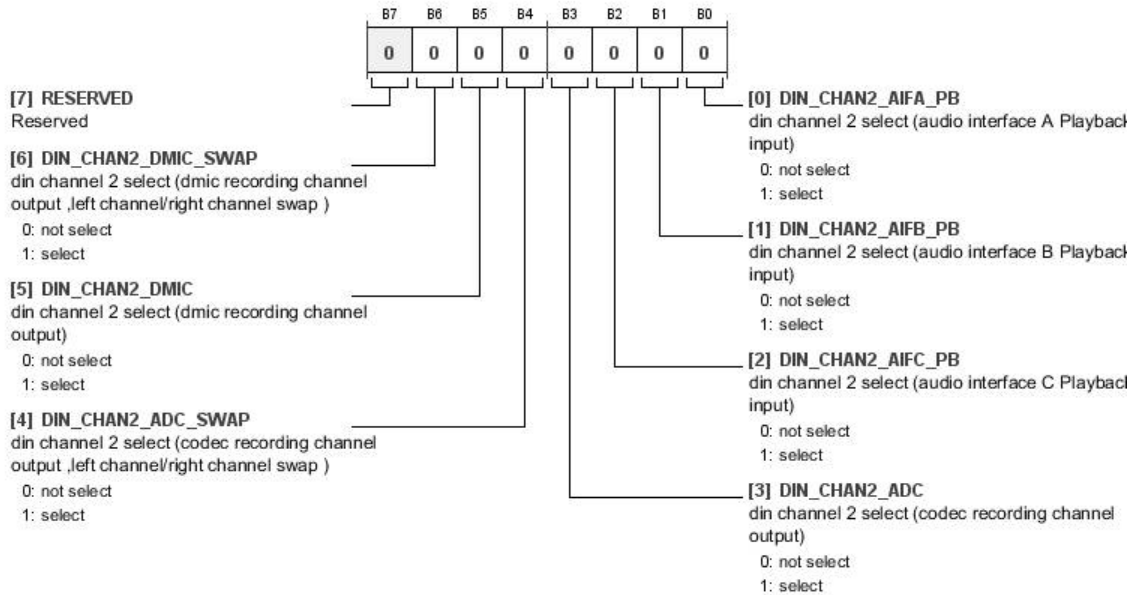 B7 B6 B5 B4 B3 B2 B1 B0
0 0 0 0 0 0 0 0
[7] RESERVED
Reserved
[6] DIN_CHAN2_DMIC_SWAP
din channel 2 select (dmic recording channel
output ,left channel/right channel swap )
0: not select
1: select
[5] DIN_CHAN2_DMIC
din channel 2 select (dmic recording channel
output)
0: not select
1: select
[4] DIN_CHAN2_ADC_SWAP
din channel 2 select (codec recording channel
output ,left channel/right channel swap )
0: not select
1: select
[0] DIN_CHAN2_AIFA_PB
din channel 2 select (audio interface A Playback
input)
0: not select
1: select
[1] DIN_CHAN2_AIFB_PB
din channel 2 select (audio interface B Playback
input)
0: not select
1: select
[2] DIN_CHAN2_AIFC_PB
din channel 2 select (audio interface C Playback
input)
0: not select
1: select
[3] DIN_CHAN2_ADC
din channel 2 select (codec recording channel
output)
0: not select
1: select